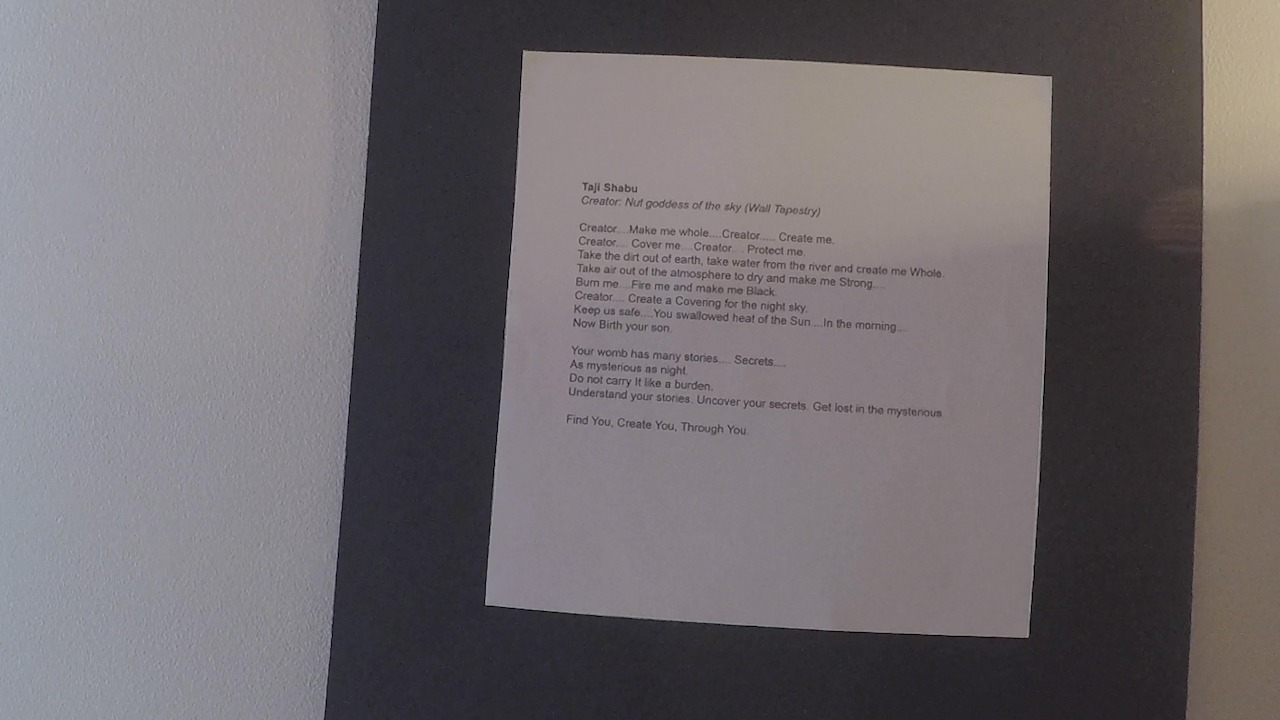 Taji Shabu
Creator: Nut goddess of the sky (Wall Tapestry)
Creator....Make me whole....Creator..... Create me.
Creator.... Cover me....Creator.... Protect me.
Take the dirt out of earth, take water from the river and create me Whole.
Take air out of the atmosphere to dry and make me Strong....
Burn me....Fire me and make me Black.
Creator.... Create a Covering for the night sky.
Keep us safe....You swallowed heat of the Sun....In the morning....
Now Birth your son.
Your womb has many stories.... Secrets....
As mysterious as night.
Do not carry It like a burden.
Understand your stories. Uncover your secrets. Get lost in the mysterious
Find You, Create You, Through You.